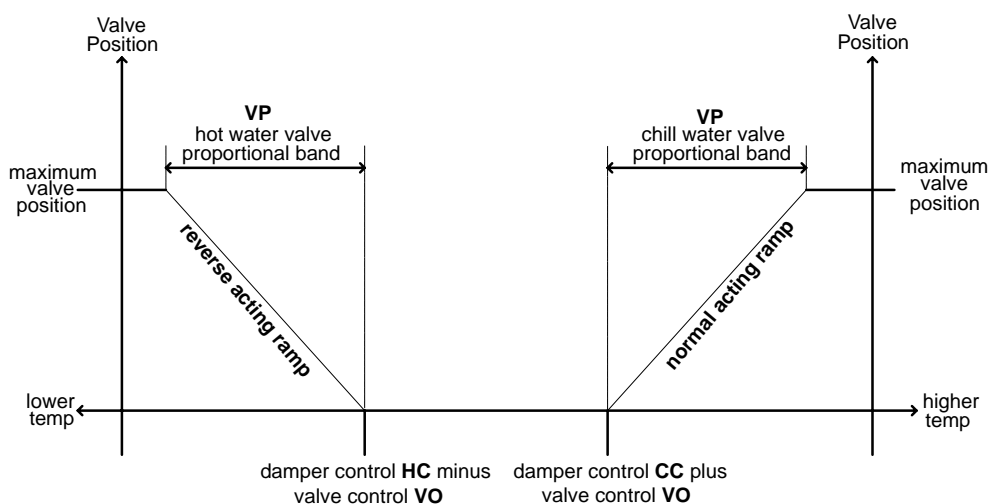 Valve
Position
Valve
Position
VP
hot water valve
proportional band
VP
chill water valve
proportional band
maximum
valve
position
maximum
valve
position
reverse acting ramp
normal acting ramp
lower
temp
higher
temp
damper control HC minus
valve control VO
damper control CC plus
valve control VO